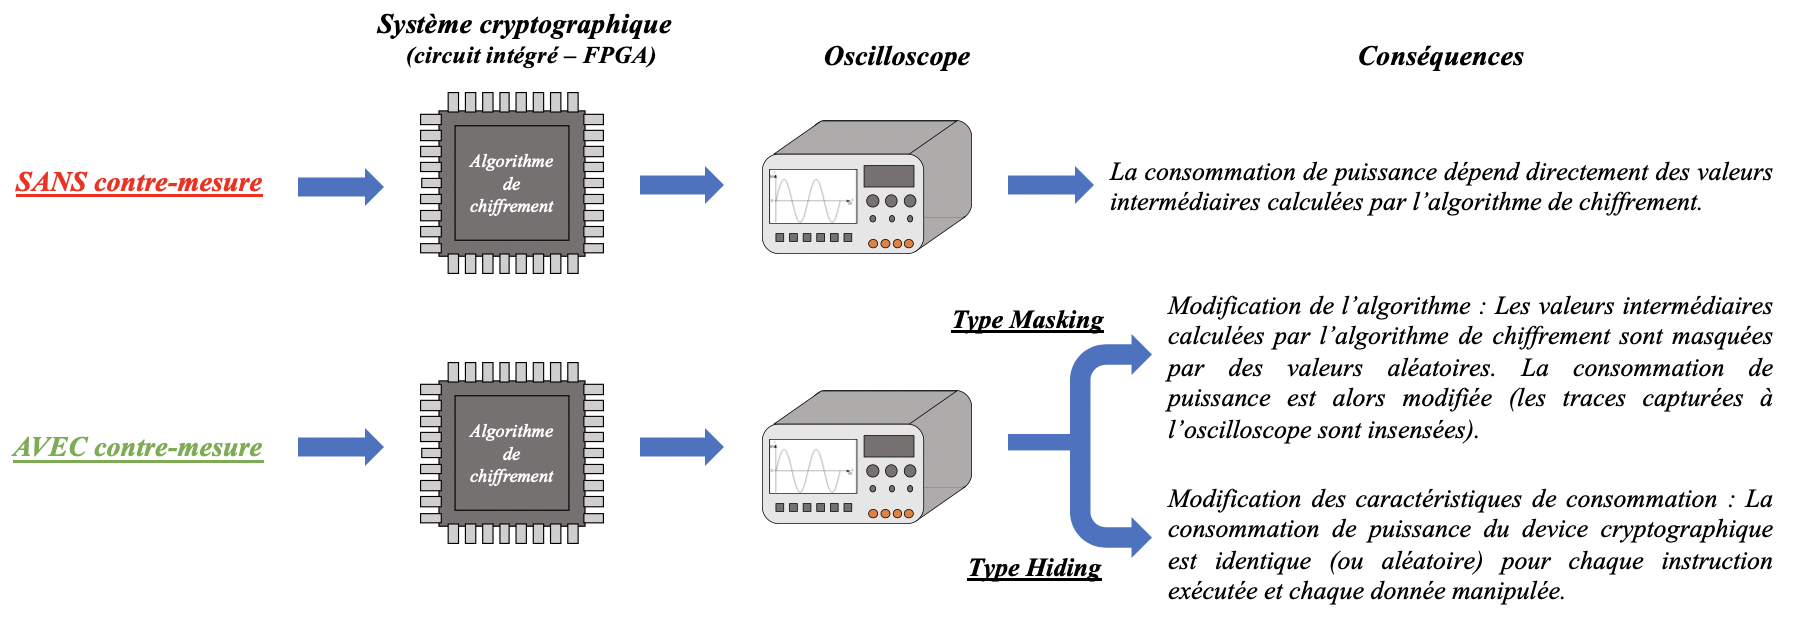 Système cryptographique
(circuit intégré – FPGA)
Oscilloscope
Conséquences
SANS contre-mesure
Algorithme
de
chiffrement
La consommation de puissance dépend directement des valeurs
intermédiaires calculées par l’algorithme de chiffrement.
AVEC contre-mesure
Algorithme
de
chiffrement
Type Masking
Modification de l’algorithme : Les valeurs intermédiaires
calculées par l’algorithme de chiffrement sont masquées
par des valeurs aléatoires. La consommation de
puissance est alors modifiée (les traces capturées à
l’oscilloscope sont insensées).
Type Hiding
Modification des caractéristiques de consommation : La
consommation de puissance du device cryptographique
est identique (ou aléatoire) pour chaque instruction
exécutée et chaque donnée manipulée.